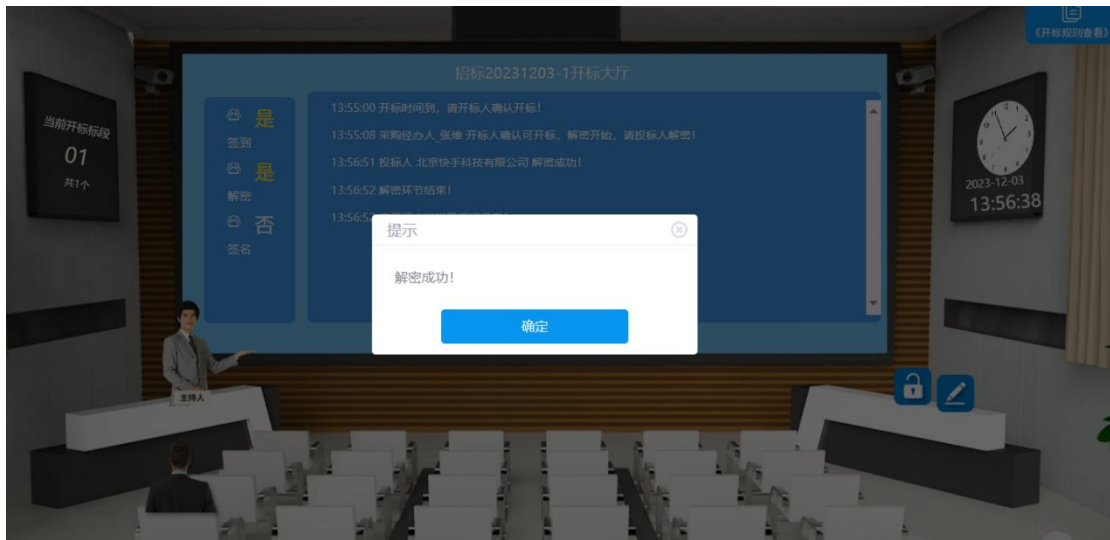 《开标规则查看》
招标20231203-1开标大厅
当前开标标段
01
共1个
是
签到
是
解密
否
签名
13:55:00 开标时间到，请开标人确认开标！
13:55:08 采购经办人_张维 开标人确认可开标，解密开始，请投标人解密！
13:56:51 投标人 北京快手科技有限公司 解密成功！
13:56:52 解密环节结束！
13:56:52
提示
解密成功！
确定
2023-12-03
13:56:38
主持人